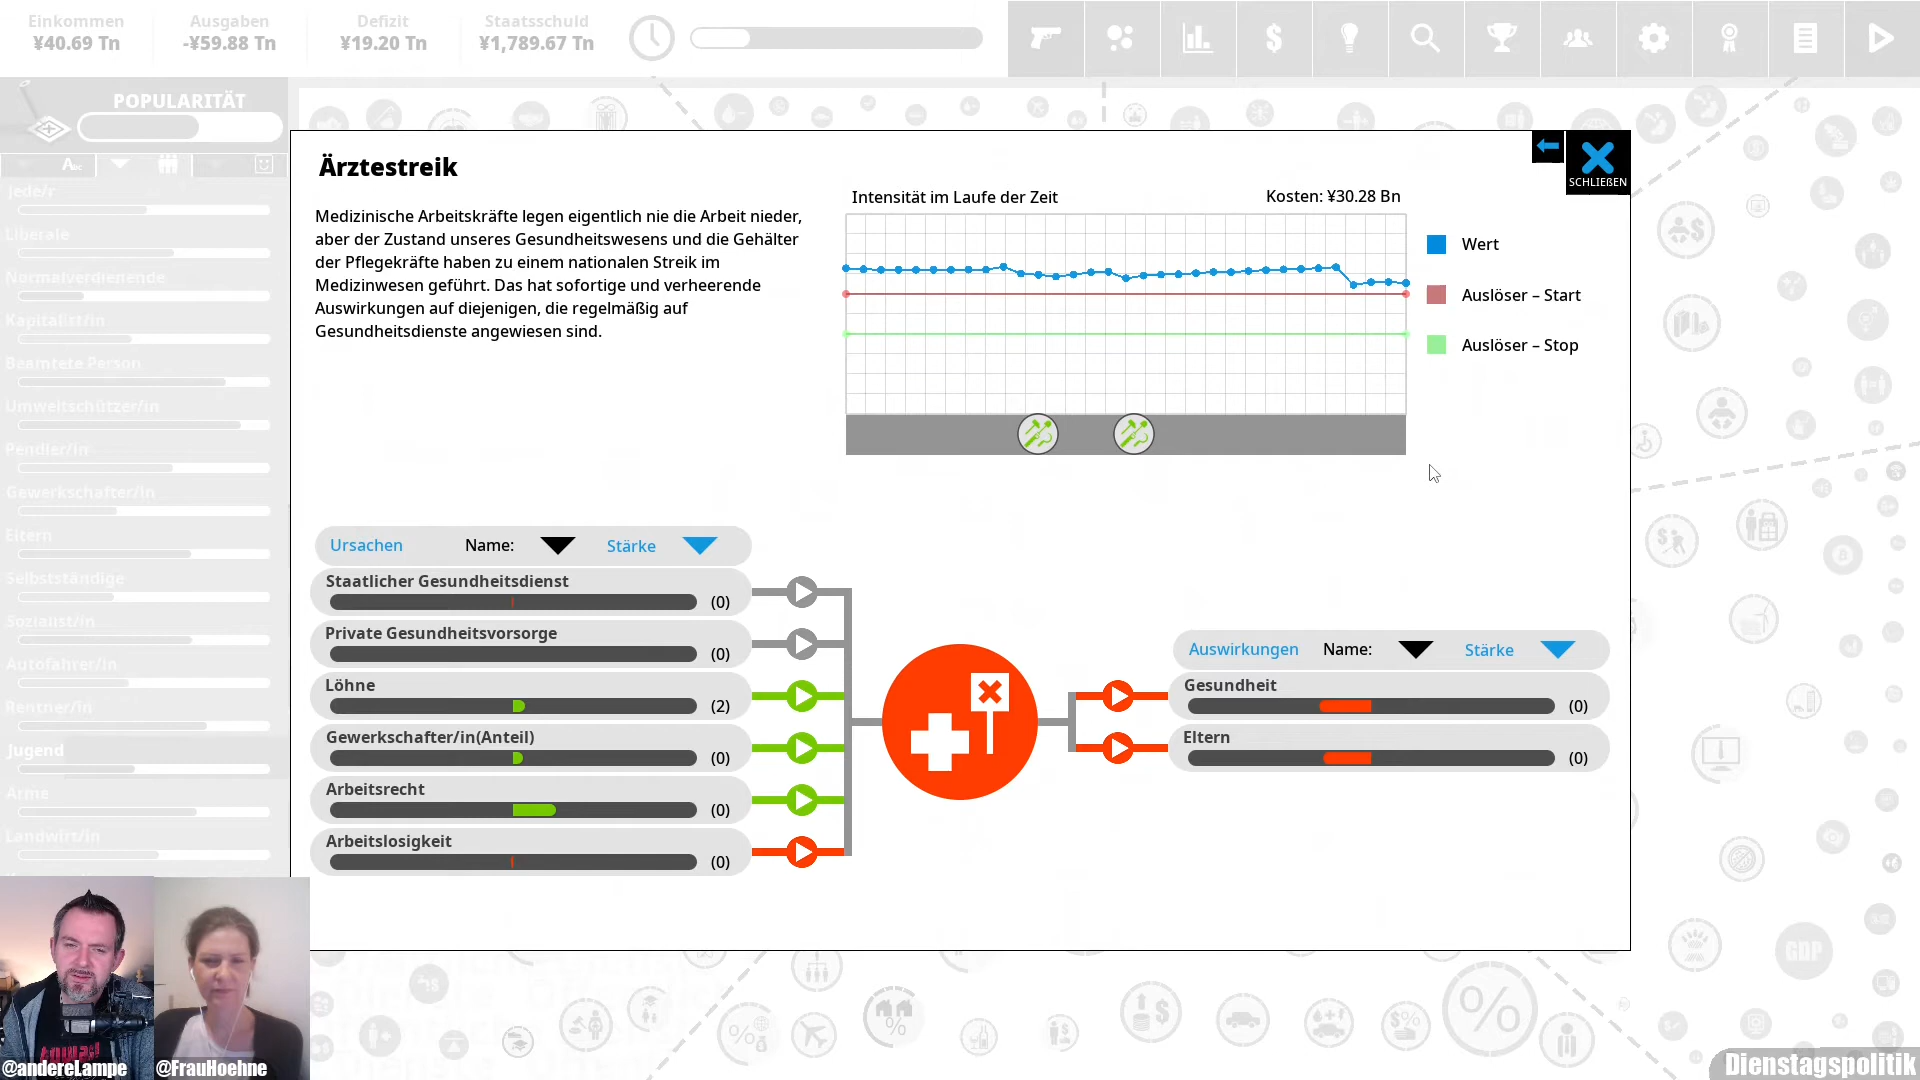 Einkommen
¥40.69 Tn
Ausgaben
-¥59.88 Tn
Defizit
¥19.20 Tn
Staatsschuld
¥1,789.67 Tn
POPULARITÄT
Jede/r
Liberale
Normalverdienende
Kapitalist/in
Beamtete Person
Umweltschützer/in
Pendler/in
Gewerkschafter/in
Eltern
Selbstständige
Sozialist/in
Autofahrer/in
Rentner/in
Jugend
Arme
Landwirt/in
Ärztestreik
SCHLIEßEN
Medizinische Arbeitskräfte legen eigentlich nie die Arbeit nieder,
aber der Zustand unseres Gesundheitswesens und die Gehälter
der Pflegekräfte haben zu einem nationalen Streik im
Medizinwesen geführt. Das hat sofortige und verheerende
Auswirkungen auf diejenigen, die regelmäßig auf
Gesundheitsdienste angewiesen sind.
Intensität im Laufe der Zeit
Kosten: ¥30.28 Bn
Wert
Auslöser – Start
Auslöser – Stop
Ursachen Name: Stärke
Staatlicher Gesundheitsdienst
(0)
Private Gesundheitsvorsorge
(0)
Löhne
(2)
Gewerkschafter/in(Anteil)
(0)
Arbeitsrecht
(0)
Arbeitslosigkeit
(0)
Auswirkungen Name: Stärke
Gesundheit
(0)
Eltern
(0)
GDP
@andereLampe
@FrauHoehne
Dienstagspolitik